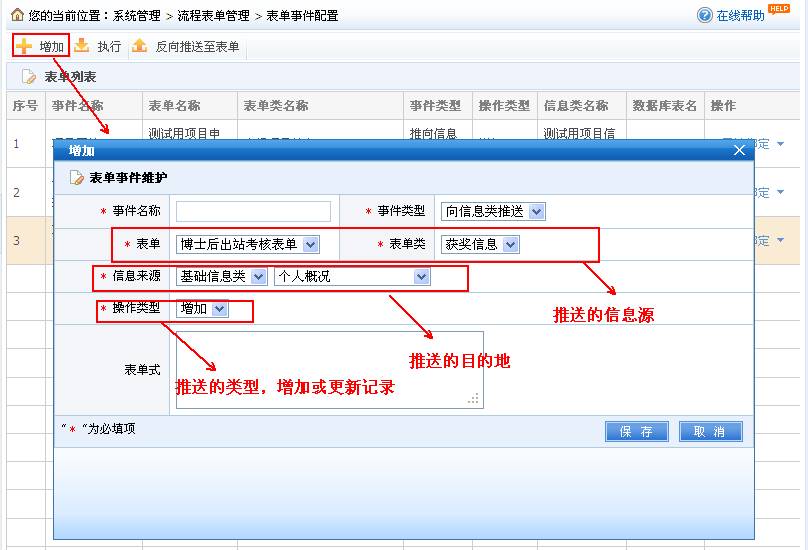 您的当前位置：系统管理 > 流程表单管理 > 表单事件配置
在线帮助 HELP
增加 执行 反向推送至表单
表单列表
序号 事件名称 表单名称 表单类名称 事件类型 操作类型 信息类名称 数据库表名 操作
1 测试用项目申 推向信息 测试用项目信
2
3
增加
表单事件维护
* 事件名称 * 事件类型 向信息类推送
* 表单 博士后出站考核表单 * 表单类 获奖信息
* 信息来源 基础信息类 个人概况
* 操作类型 增加
推送的信息源
推送的目的地
表单式
推送的类型，增加或更新记录
“ * ”为必填项
保 存 取 消